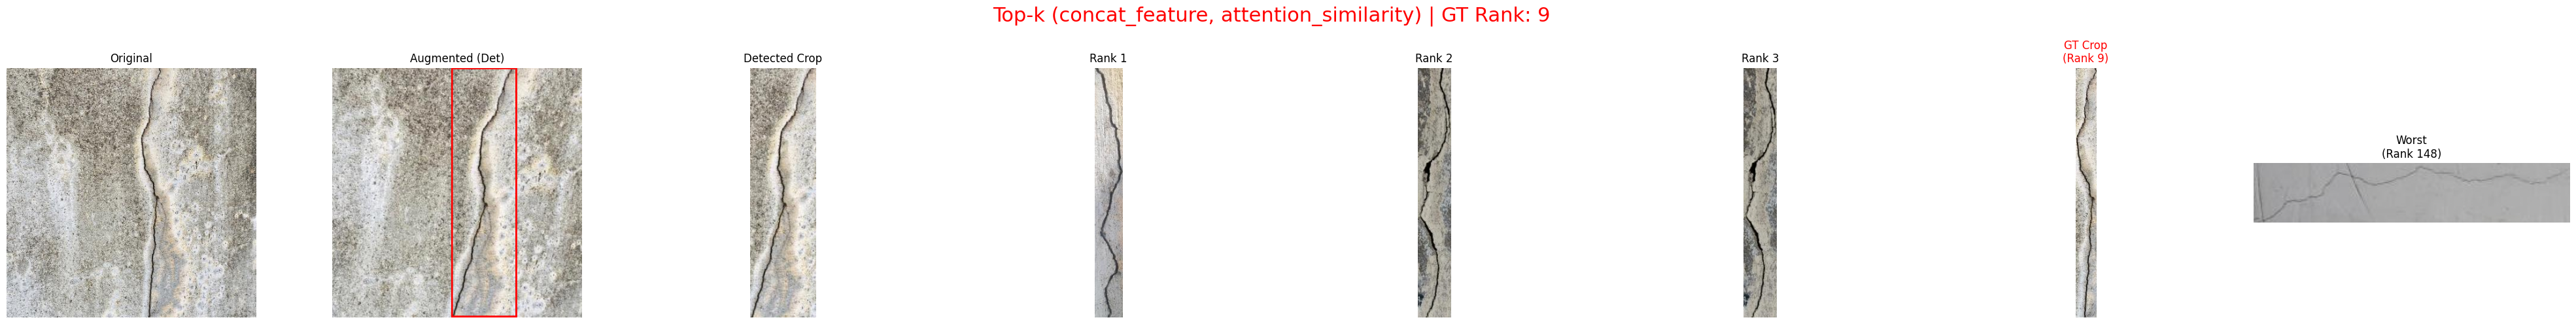 Top-k (concat_feature, attention_similarity) | GT Rank: 9
Original
Augmented (Det)
Detected Crop
Rank 1
Rank 2
Rank 3
GT Crop
(Rank 9)
Worst
(Rank 148)